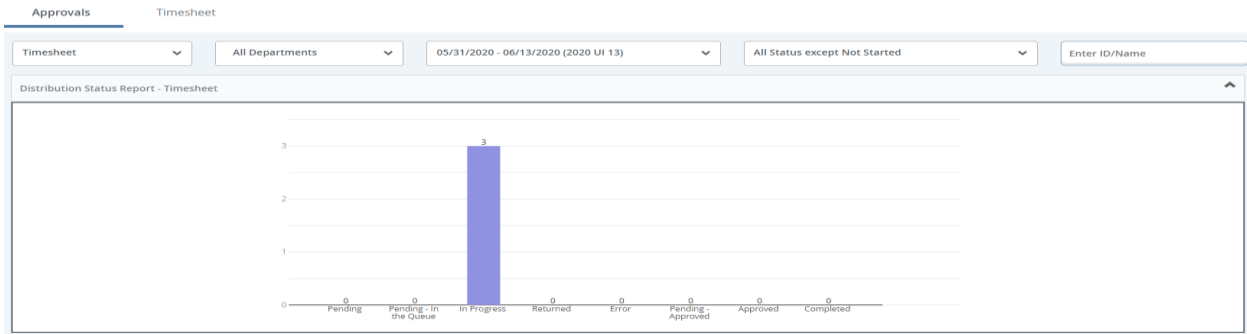 Approvals Timesheet
Timesheet All Departments 05/31/2020 - 06/13/2020 (2020 UI 13) All Status except Not Started Enter ID/Name
Distribution Status Report - Timesheet
3
3
2
1
0
0 0 0 0 0 0 0
Pending Pending - In the Queue In Progress Returned Error Pending - Approved Approved Completed